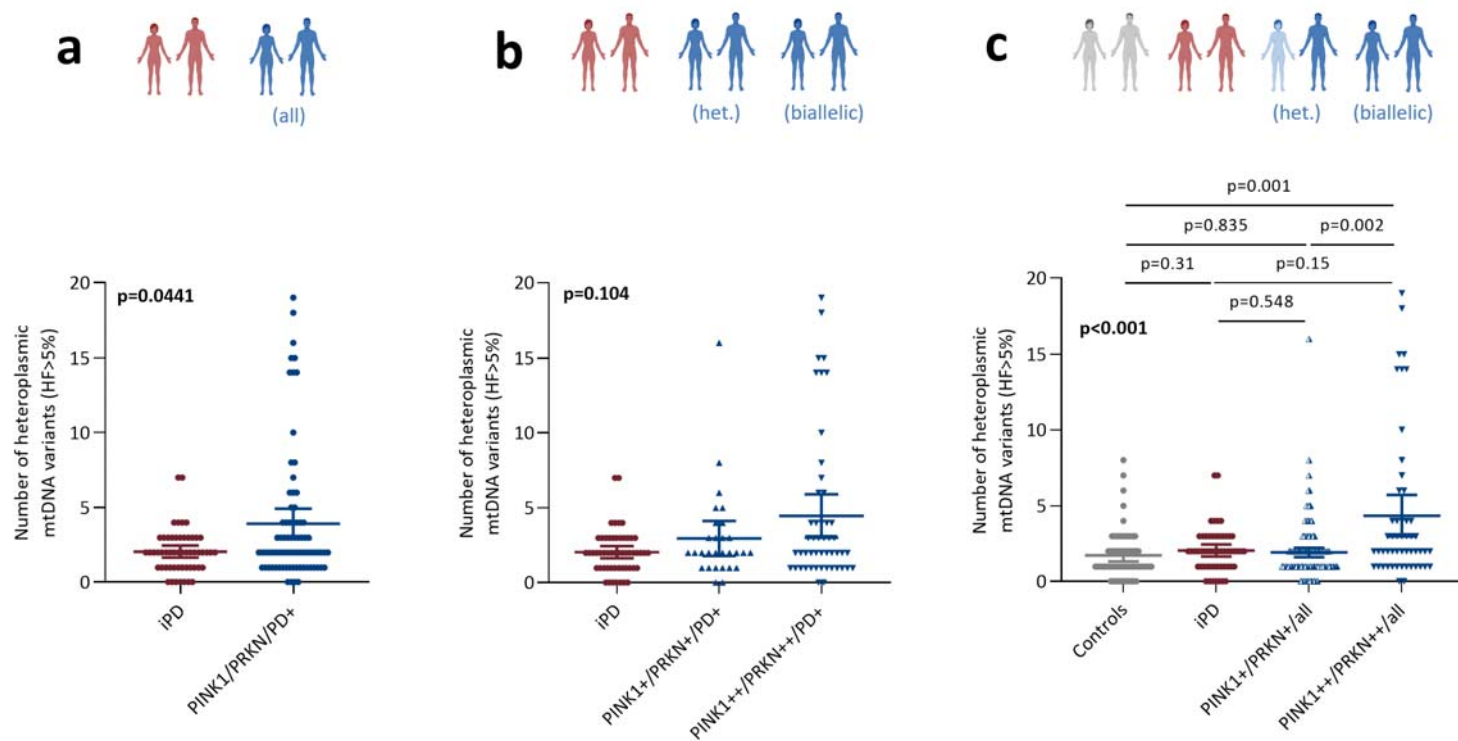 a
(all)
Number of heteroplasmic
mtDNA variants (HF>5%)
p=0.0441
20
15
10
5
0
iPD
PINK1/PRKN/PD+
b
(het.)
(biallelic)
Number of heteroplasmic
mtDNA variants (HF>5%)
p=0.104
20
15
10
5
0
iPD
PINK1+/PRKN+/PD+
PINK1++/PRKN++/PD+
c
(het.)
(biallelic)
p=0.001
p=0.835
p=0.002
p=0.31
p=0.15
p=0.548
p<0.001
Number of heteroplasmic
mtDNA variants (HF>5%)
20
15
10
5
0
Controls
iPD
PINK1+/PRKN+/all
PINK1++/PRKN++/all